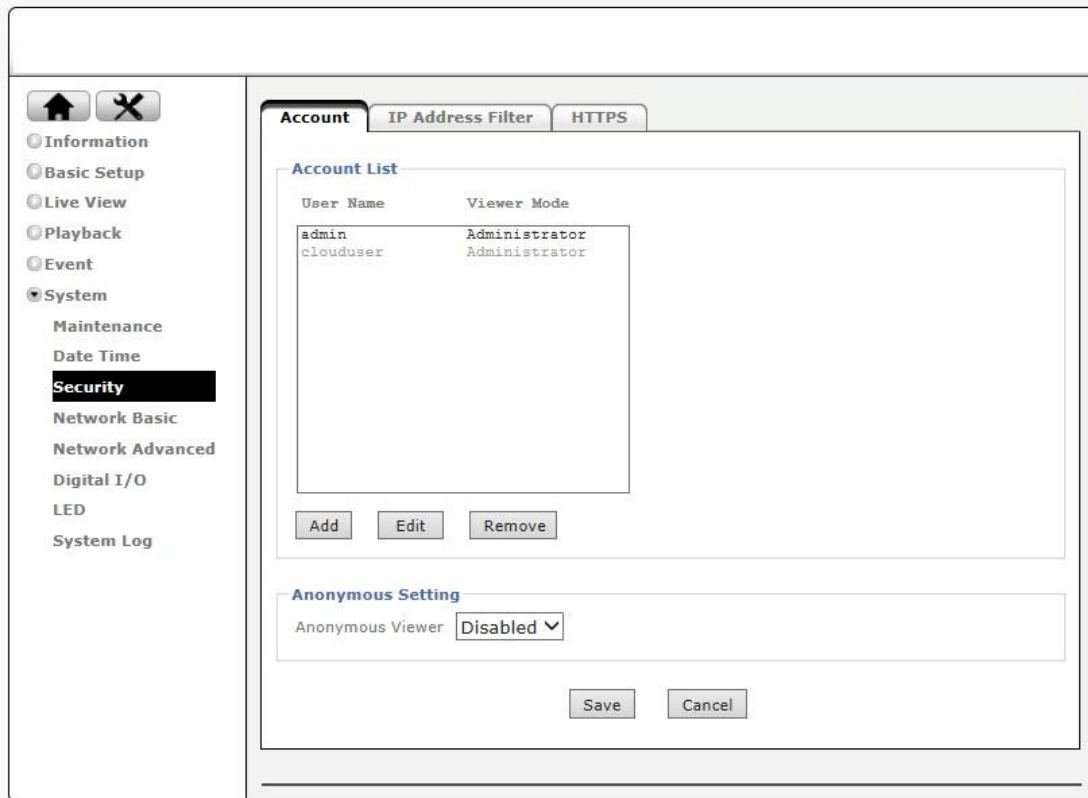 Information
Basic Setup
Live View
Playback
Event
System
Maintenance
Date Time
Security
Network Basic
Network Advanced
Digital I/O
LED
System Log
Account IP Address Filter HTTPS
Account List
User Name Viewer Mode
admin Administrator
clouduser Administrator
Add Edit Remove
Anonymous Setting
Anonymous Viewer Disabled
Save Cancel